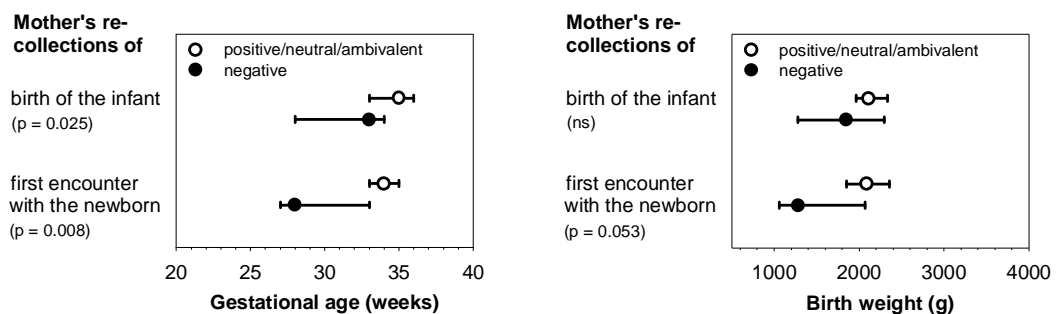 Mother's re-
collections of
positive/neutral/ambivalent
negative
birth of the infant
(p = 0.025)
first encounter
with the newborn
(p = 0.008)
20 25 30 35 40
Gestational age (weeks)
Mother's re-
collections of
positive/neutral/ambivalent
negative
birth of the infant
(ns)
first encounter
with the newborn
(p = 0.053)
1000 2000 3000 4000
Birth weight (g)